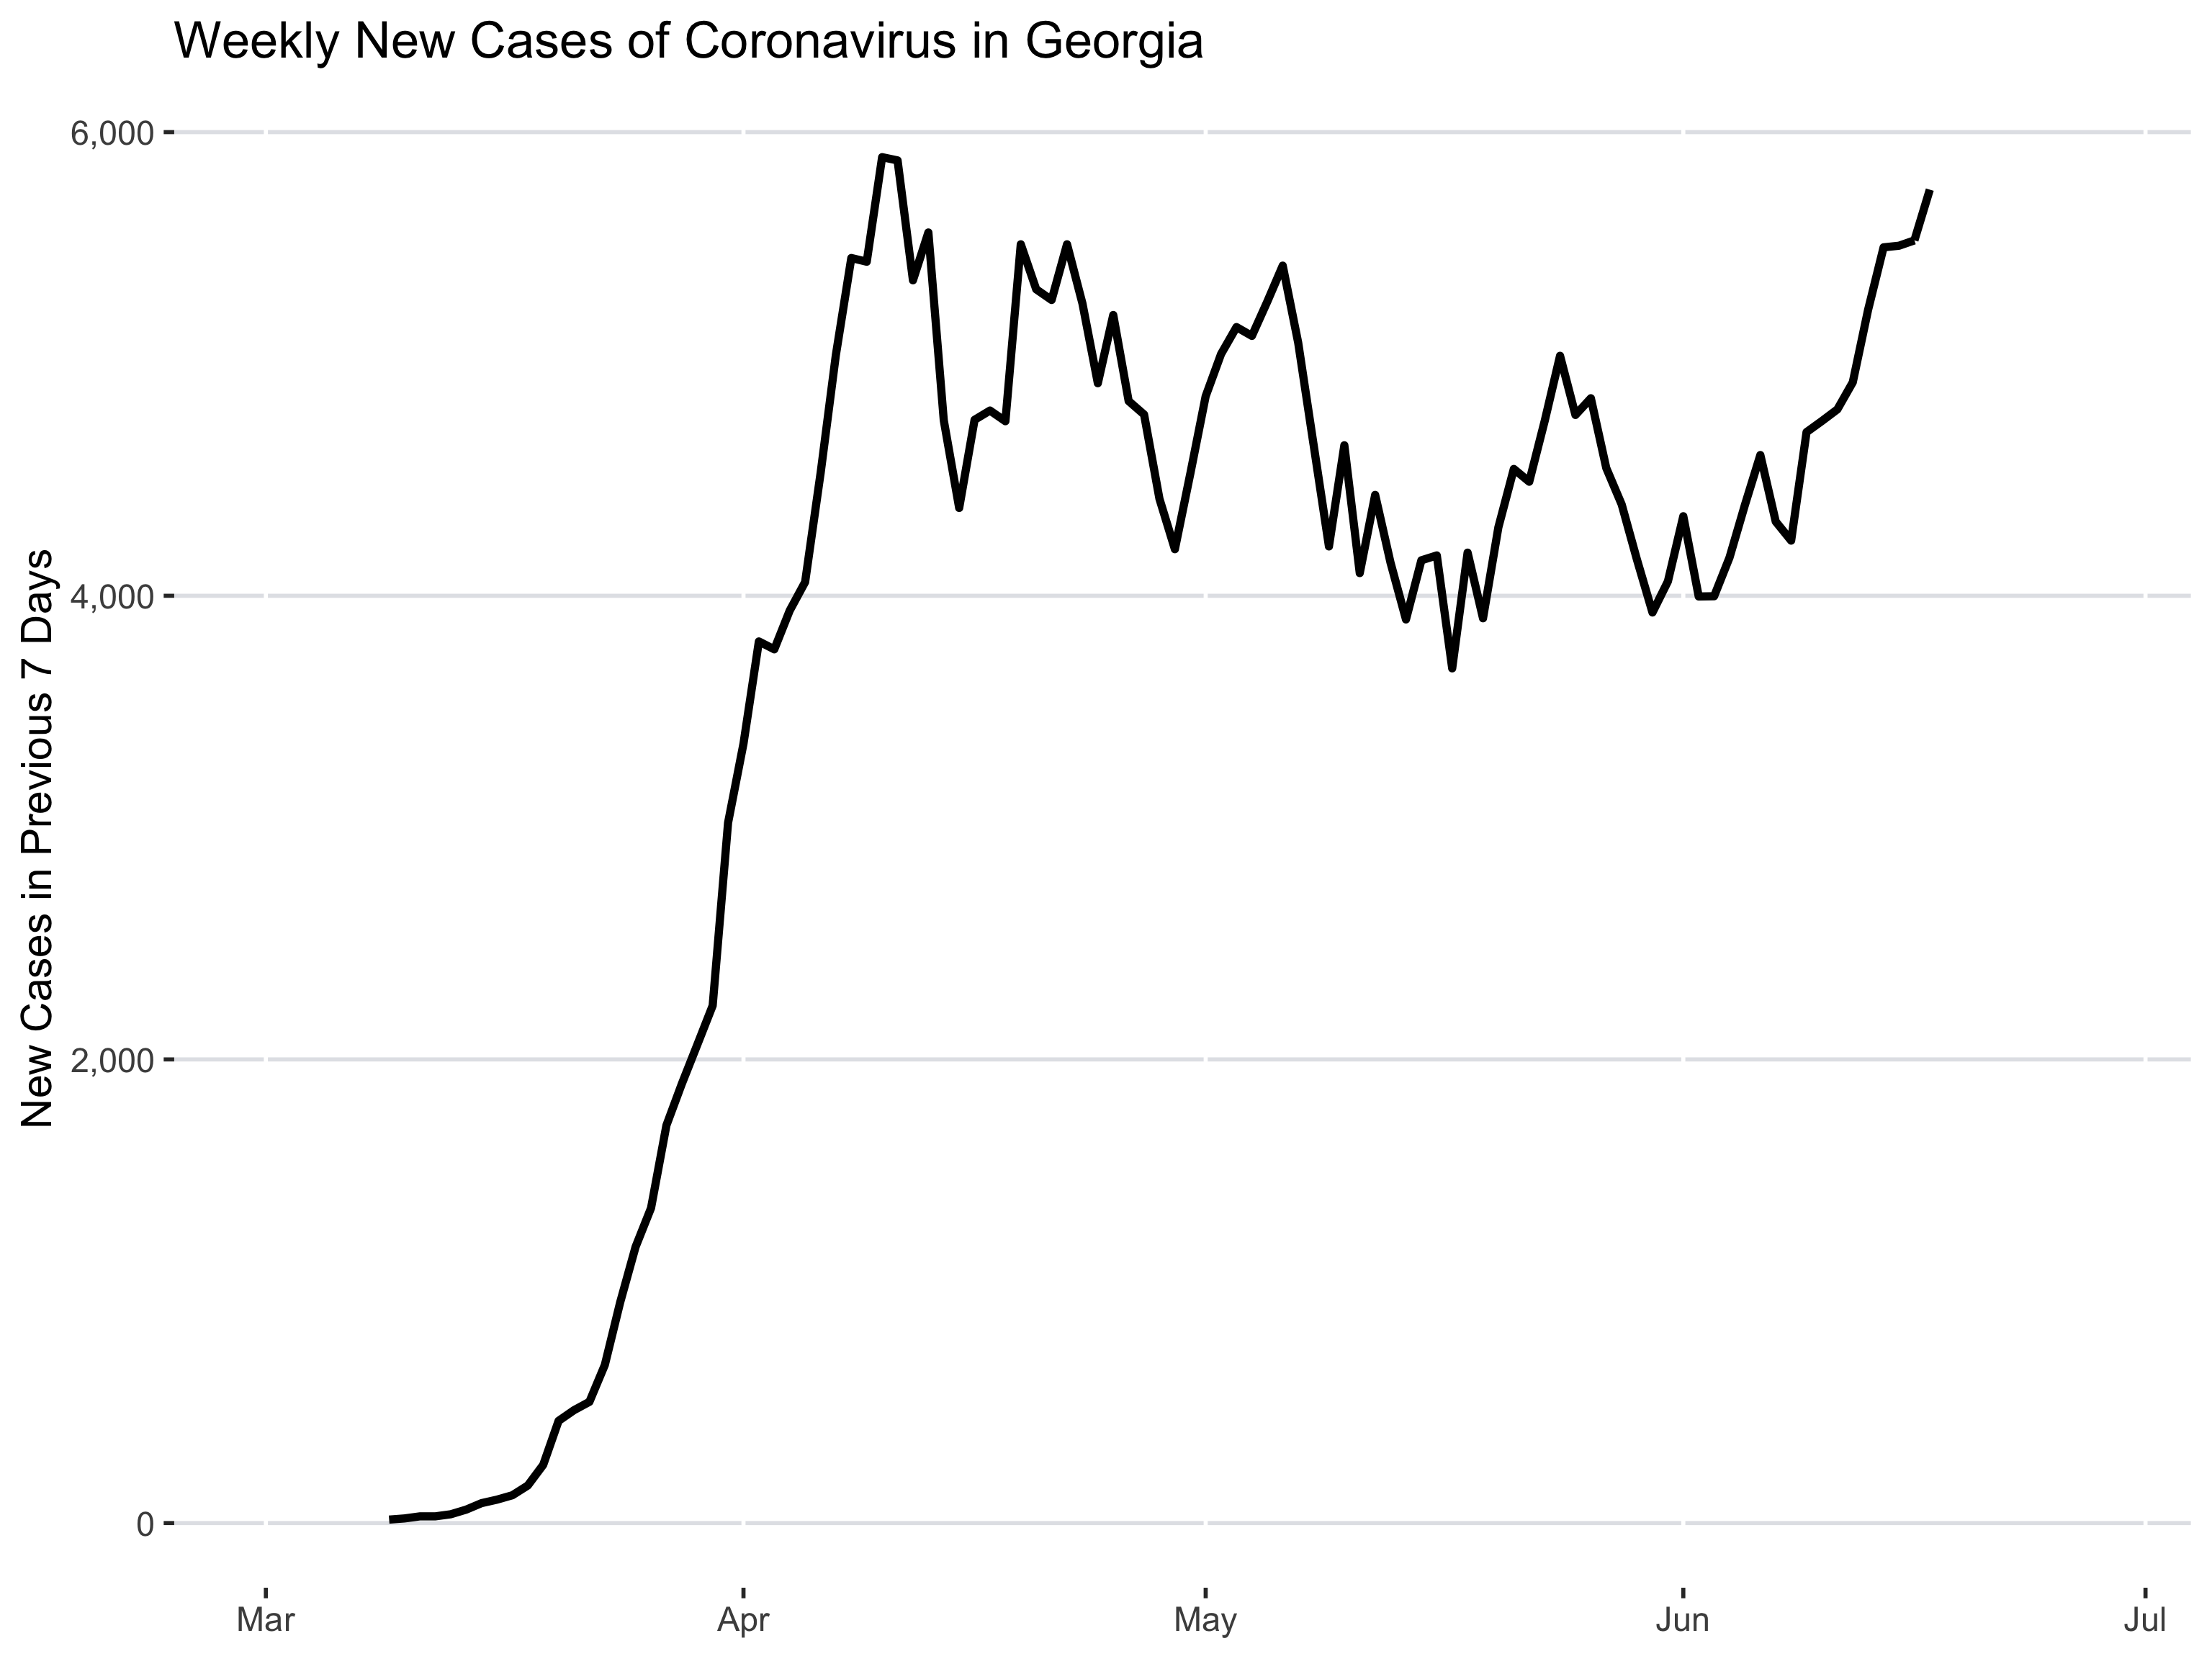 Weekly New Cases of Coronavirus in Georgia
New Cases in Previous 7 Days
6,000
4,000
2,000
0
Mar
Apr
May
Jun
Jul